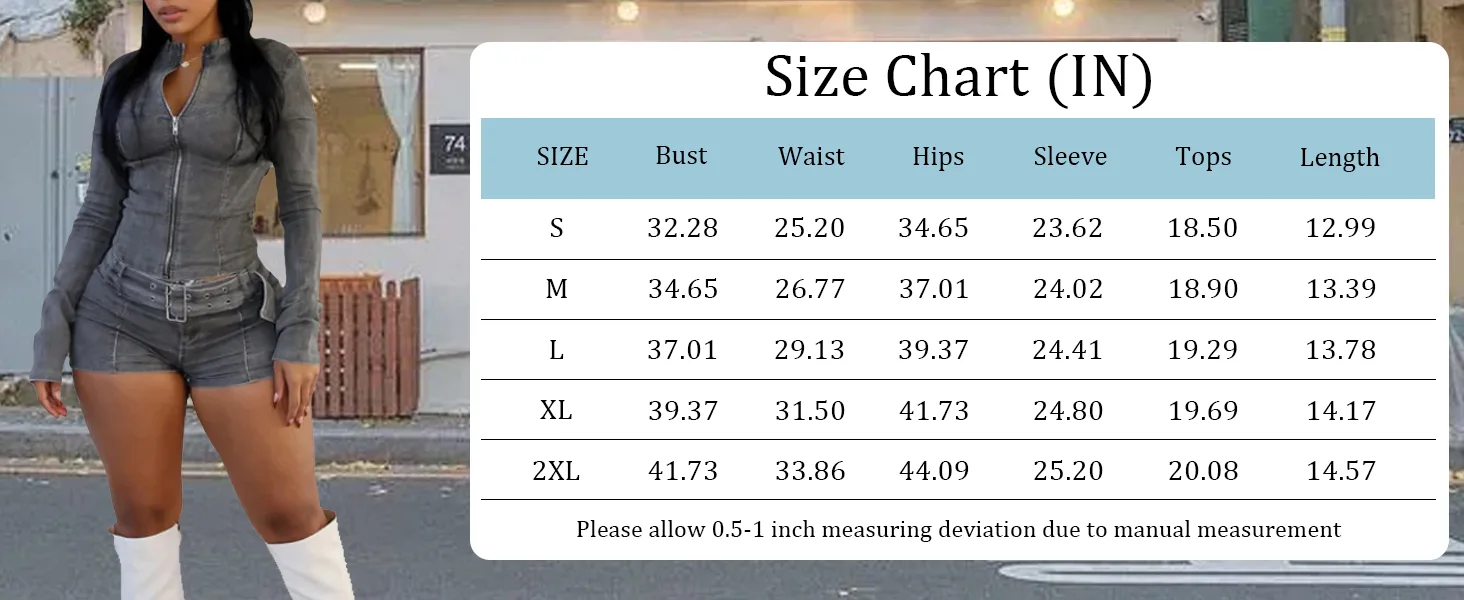 Size Chart (IN)
SIZE Bust Waist Hips Sleeve Tops Length
S 32.28 25.20 34.65 23.62 18.50 12.99
M 34.65 26.77 37.01 24.02 18.90 13.39
L 37.01 29.13 39.37 24.41 19.29 13.78
XL 39.37 31.50 41.73 24.80 19.69 14.17
2XL 41.73 33.86 44.09 25.20 20.08 14.57
Please allow 0.5-1 inch measuring deviation due to manual measurement
74